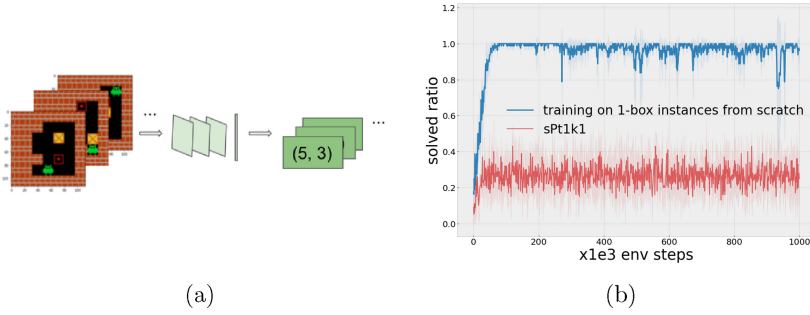 ...
...
(5, 3)
solved ratio
1.2
1.0
0.8
0.6
0.4
0.2
0.0
training on 1-box instances from scratch
sPt1k1
0 200 400 600 800 1000
x1e3 env steps
(a) (b)